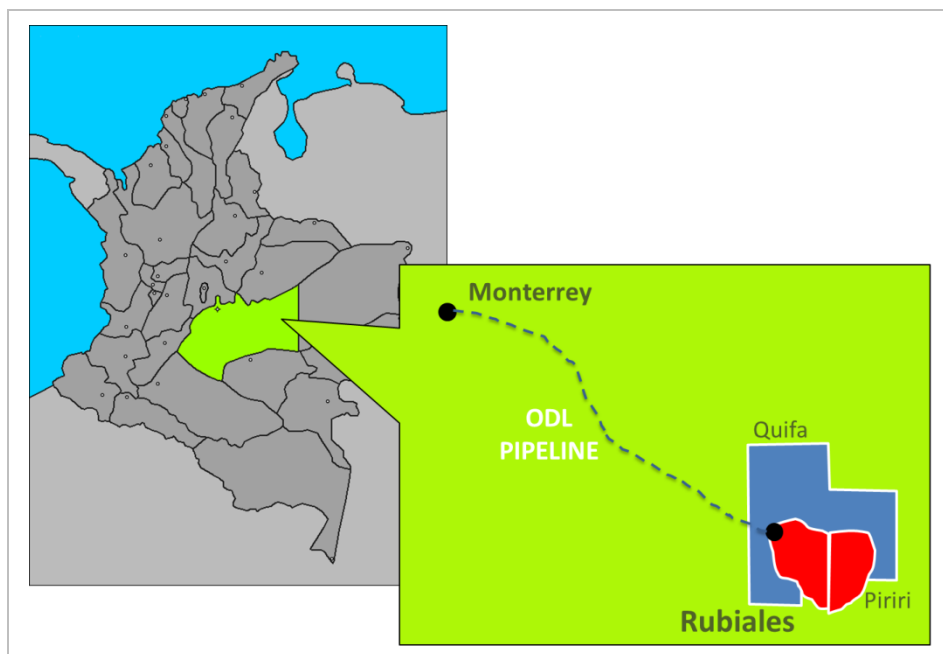 Monterrey
ODL
PIPELINE
Quifa
Piriri
Rubiales